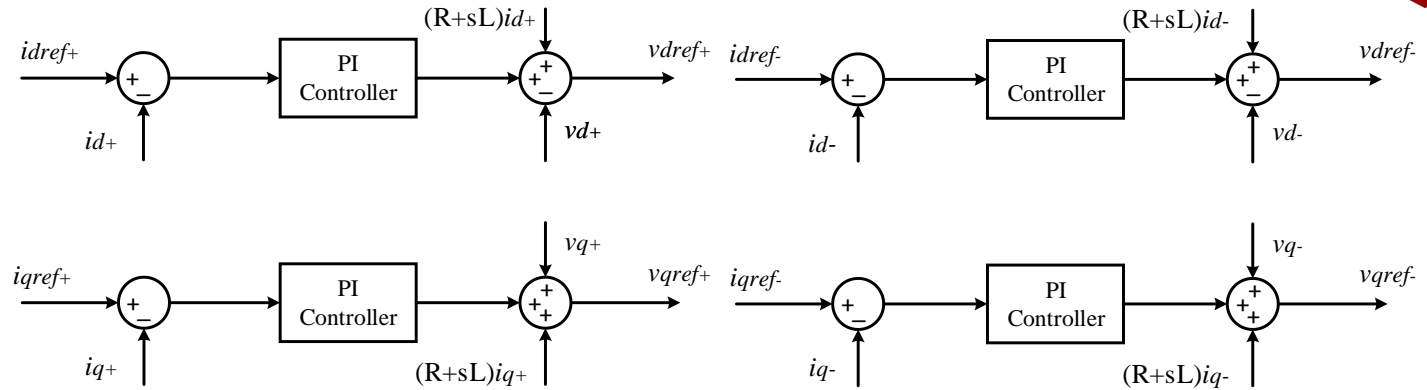 (R+sL)id+
idref+
+
–
PI
Controller
+
+
–
vdref+
id+
vd+
(R+sL)id-
idref-
+
–
PI
Controller
+
+
–
vdref-
id-
vd-
vq+
iqref+
+
–
PI
Controller
+
+
+
vqref+
iq+
(R+sL)iq+
vq-
iqref-
+
–
PI
Controller
+
+
+
vqref-
iq-
(R+sL)iq-